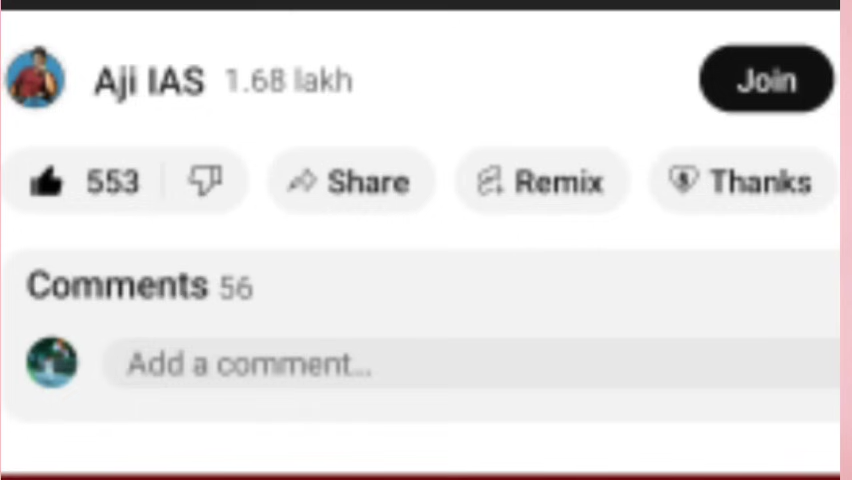 Aji IAS 1.68 lakh Join
553 Share Remix Thanks
Comments 56
Add a comment...